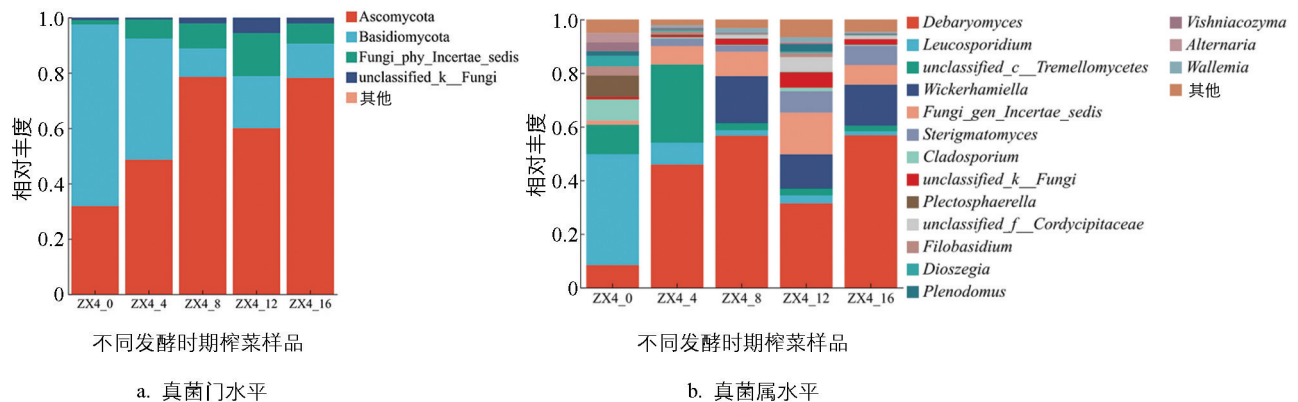 1.0
0.8
0.6
0.4
0.2
0
相对丰度
ZX4_0
ZX4_4
ZX4_8
ZX4_12
ZX4_16
不同发酵时期榨菜样品
Ascomycota
Basidiomycota
Fungi_phy_Incertae_sedis
unclassified_k__Fungi
其他
a. 真菌门水平
1.0
0.8
0.6
0.4
0.2
0
相对丰度
ZX4_0
ZX4_4
ZX4_8
ZX4_12
ZX4_16
不同发酵时期榨菜样品
Debaryomyces
Leucosporidium
unclassified_c__Tremellomycetes
Wickerhamiella
Fungi_gen_Incertae_sedis
Sterigmatomyces
Cladosporium
unclassified_k__Fungi
Plectosphaerella
unclassified_f__Cordycipitaceae
Filobasidium
Dioszegia
Plenodomus
Vishniacozyma
Alternaria
Wallemia
其他
b. 真菌属水平